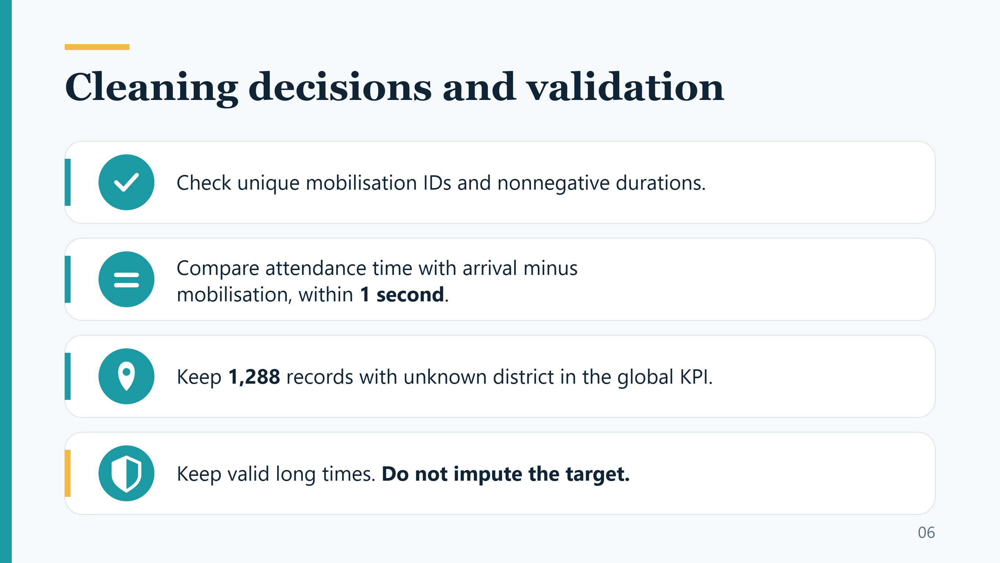 Cleaning decisions and validation
Check unique mobilisation IDs and nonnegative durations.
Compare attendance time with arrival minus
mobilisation, within 1 second.
Keep 1,288 records with unknown district in the global KPI.
Keep valid long times. Do not impute the target.
06